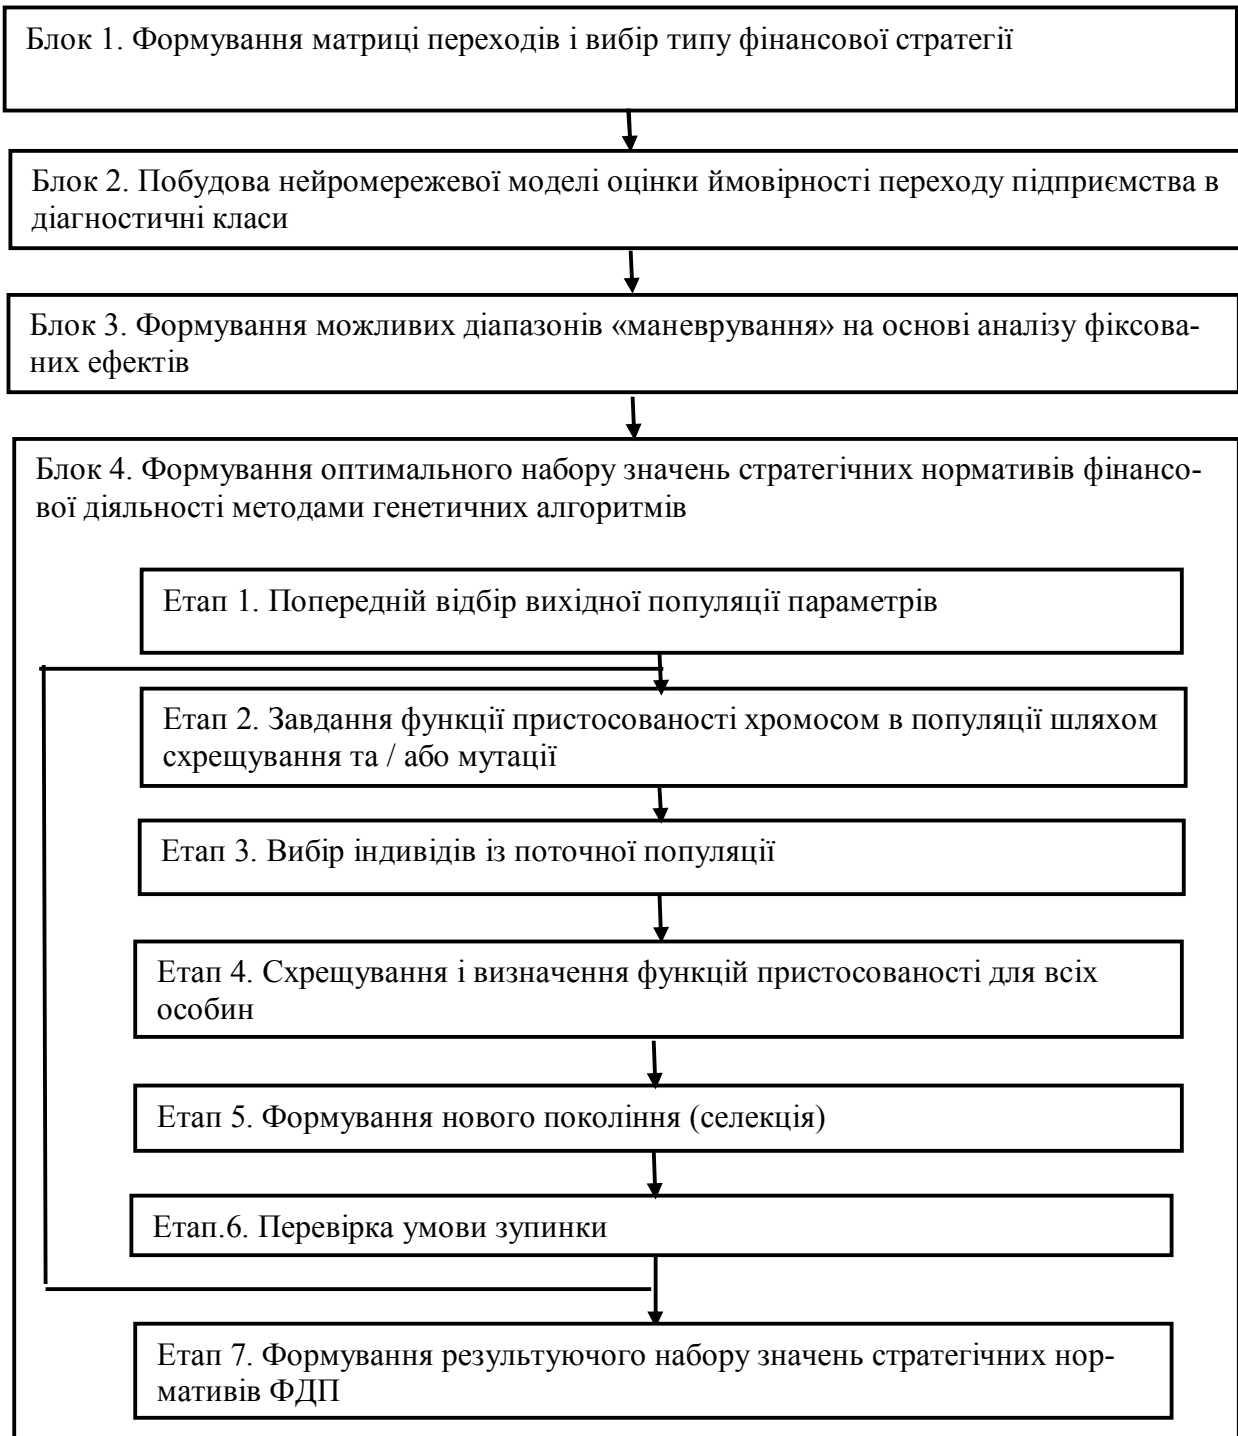 Блок 1. Формування матриці переходів і вибір типу фінансової стратегії
Блок 2. Побудова нейромережевої моделі оцінки ймовірності переходу підприємства в
діагностичні класи
Блок 3. Формування можливих діапазонів «маневрування» на основі аналізу фіксова-
них ефектів
Блок 4. Формування оптимального набору значень стратегічних нормативів фінансо-
вої діяльності методами генетичних алгоритмів
Етап 1. Попередній відбір вихідної популяції параметрів
Етап 2. Завдання функції пристосованості хромосом в популяції шляхом
схрещування та / або мутації
Етап 3. Вибір індивідів із поточної популяції
Етап 4. Схрещування і визначення функцій пристосованості для всіх
особин
Етап 5. Формування нового покоління (селекція)
Етап.6. Перевірка умови зупинки
Етап 7. Формування результуючого набору значень стратегічних нор-
мативів ФДП